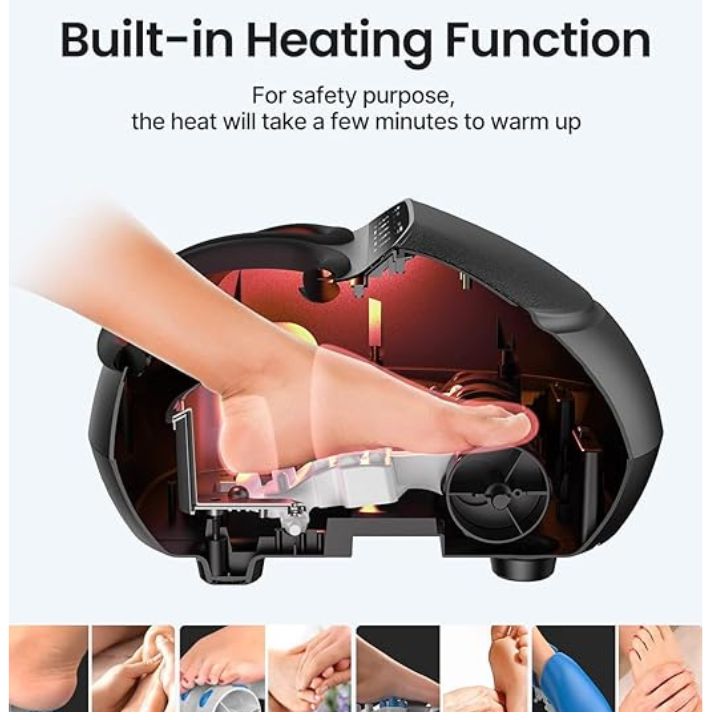 Built-in Heating Function
For safety purpose,
the heat will take a few minutes to warm up